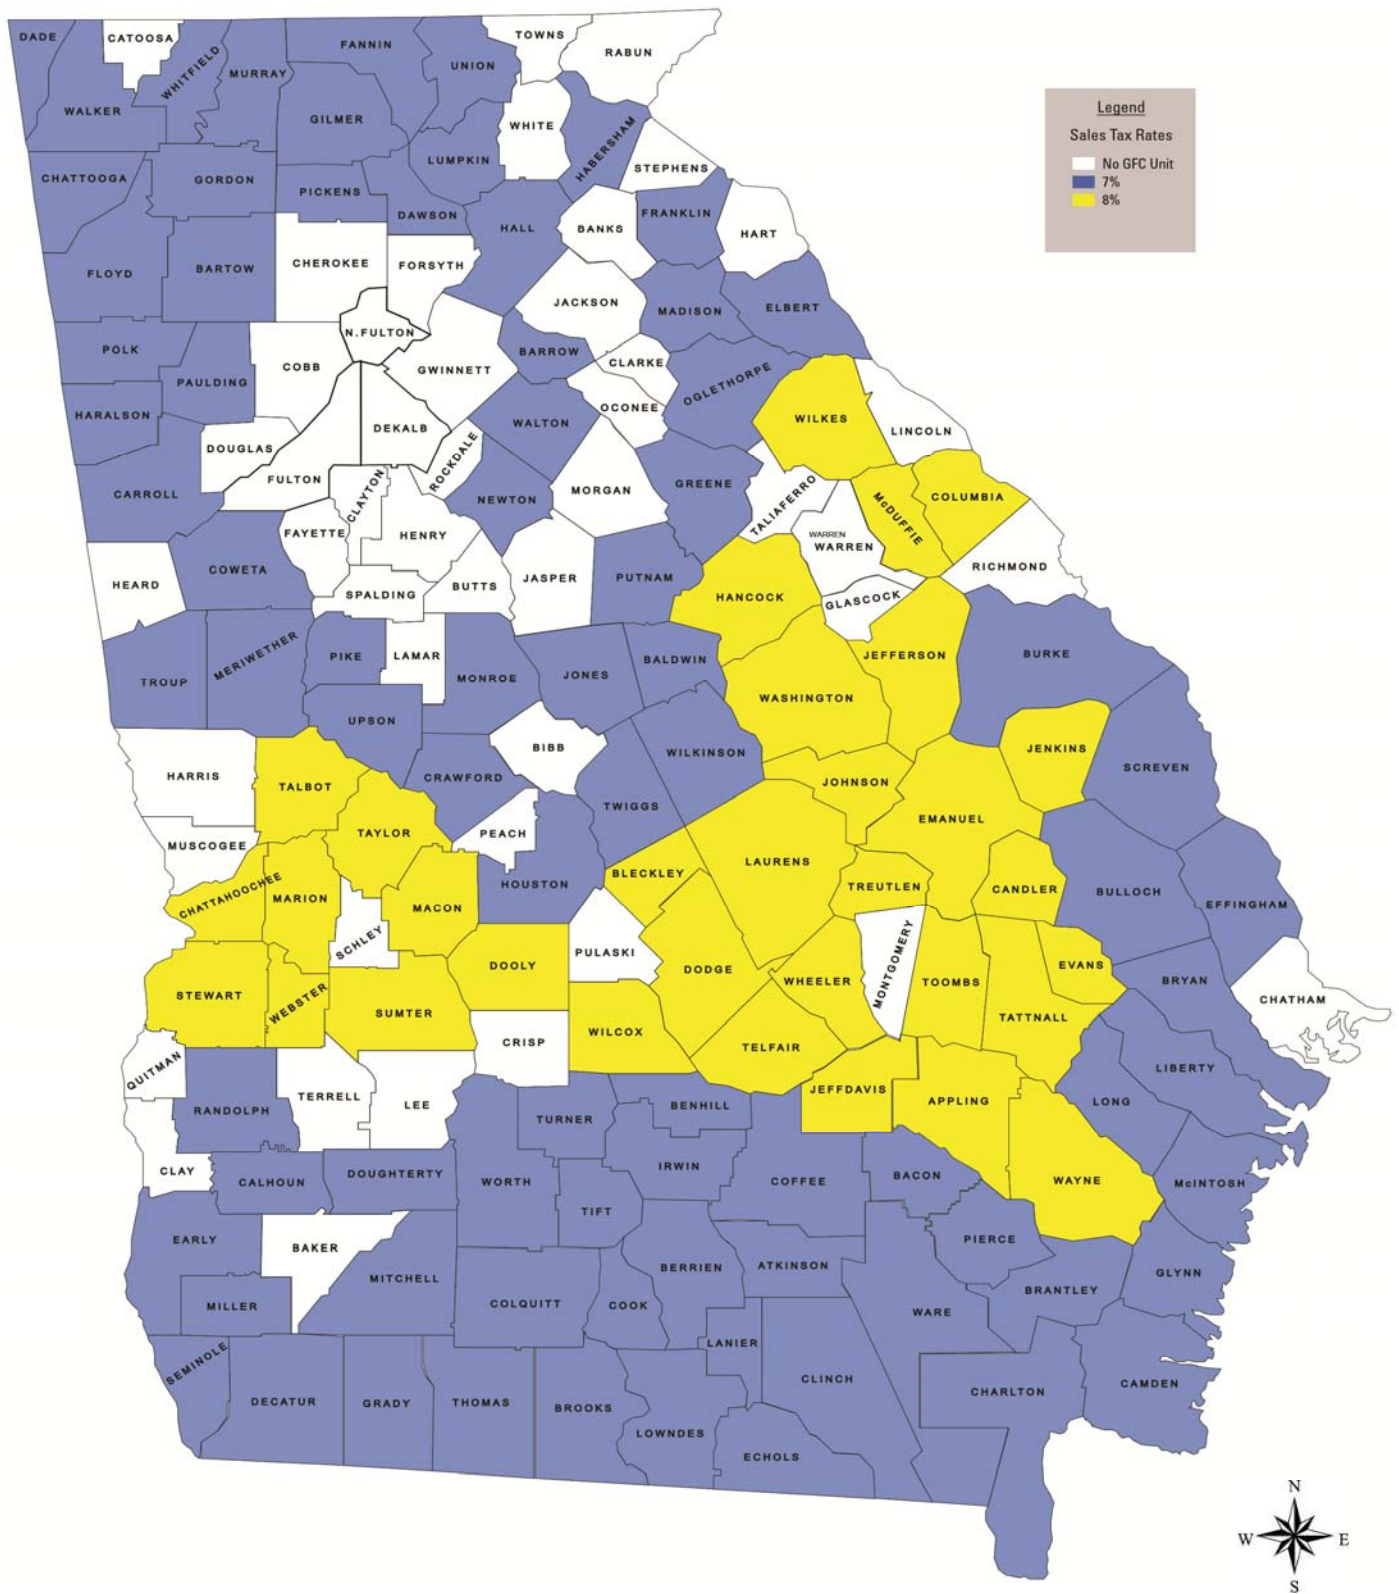 DADE
CATOOSA
WHITFIELD
MURRAY
FANNIN
UNION
TOWNS
RABUN
WALKER
GILMER
LUMPKIN
WHITE
HABERSHAM
STEPHENS
Legend
Sales Tax Rates
No GFC Unit
7%
8%
CHATTOOGA
GORDON
PICKENS
DAWSON
HALL
BANKS
FRANKLIN
HART
FLOYD
BARTOW
CHEROKEE
FORSYTH
JACKSON
MADISON
ELBERT
POLK
PAULDING
COBB
N.FULTON
GWINNETT
BARROW
CLARKE
OGLETHORPE
HARALSON
DOUGLAS
DEKALB
ROCKDALE
WALTON
OCONEE
WILKES
LINCOLN
CARROLL
FULTON
CLAYTON
NEWTON
MORGAN
GREENE
TALIAFERRO
McDUFFIE
COLUMBIA
HEARD
COWETA
FAYETTE
HENRY
SPALDING
BUTTS
JASPER
PUTNAM
HANCOCK
WARREN
WARREN
GLASCOCK
RICHMOND
TROUP
MERIWETHER
PIKE
LAMAR
MONROE
JONES
BALDWIN
WASHINGTON
JEFFERSON
BURKE
UPSON
BIBB
WILKINSON
JENKINS
SCREVEN
HARRIS
TALBOT
CRAWFORD
TWIGGS
JOHNSON
EMANUEL
MUSCOGEE
TAYLOR
PEACH
BLECKLEY
LAURENS
TREUTLEN
CANDLER
BULLOCH
EFFINGHAM
CHATTAHOOCHEE
MARION
MACON
HOUSTON
SCHLEY
PULASKI
DOOLY
DODGE
WHEELER
MONTGOMERY
TOOMBS
EVANS
BRYAN
CHATHAM
STEWART
WEBSTER
SUMTER
CRISP
WILCOX
TELFAIR
TATTNALL
LIBERTY
QUITMAN
RANDOLPH
TERRELL
LEE
TURNER
BENHILL
JEFFDAVIS
APPLING
LONG
CLAY
CALHOUN
DOUGHTERTY
WORTH
IRWIN
COFFEE
BACON
WAYNE
McINTOSH
EARLY
BAKER
TIFT
PIERCE
MILLER
MITCHELL
COLQUITT
COOK
BERRIEN
ATKINSON
WARE
BRANTLEY
GLYNN
SEMINOLE
LANIER
CLINCH
CHARLTON
CAMDEN
DECATUR
GRADY
THOMAS
BROOKS
LOWNDES
ECHOLS
N
W E
S